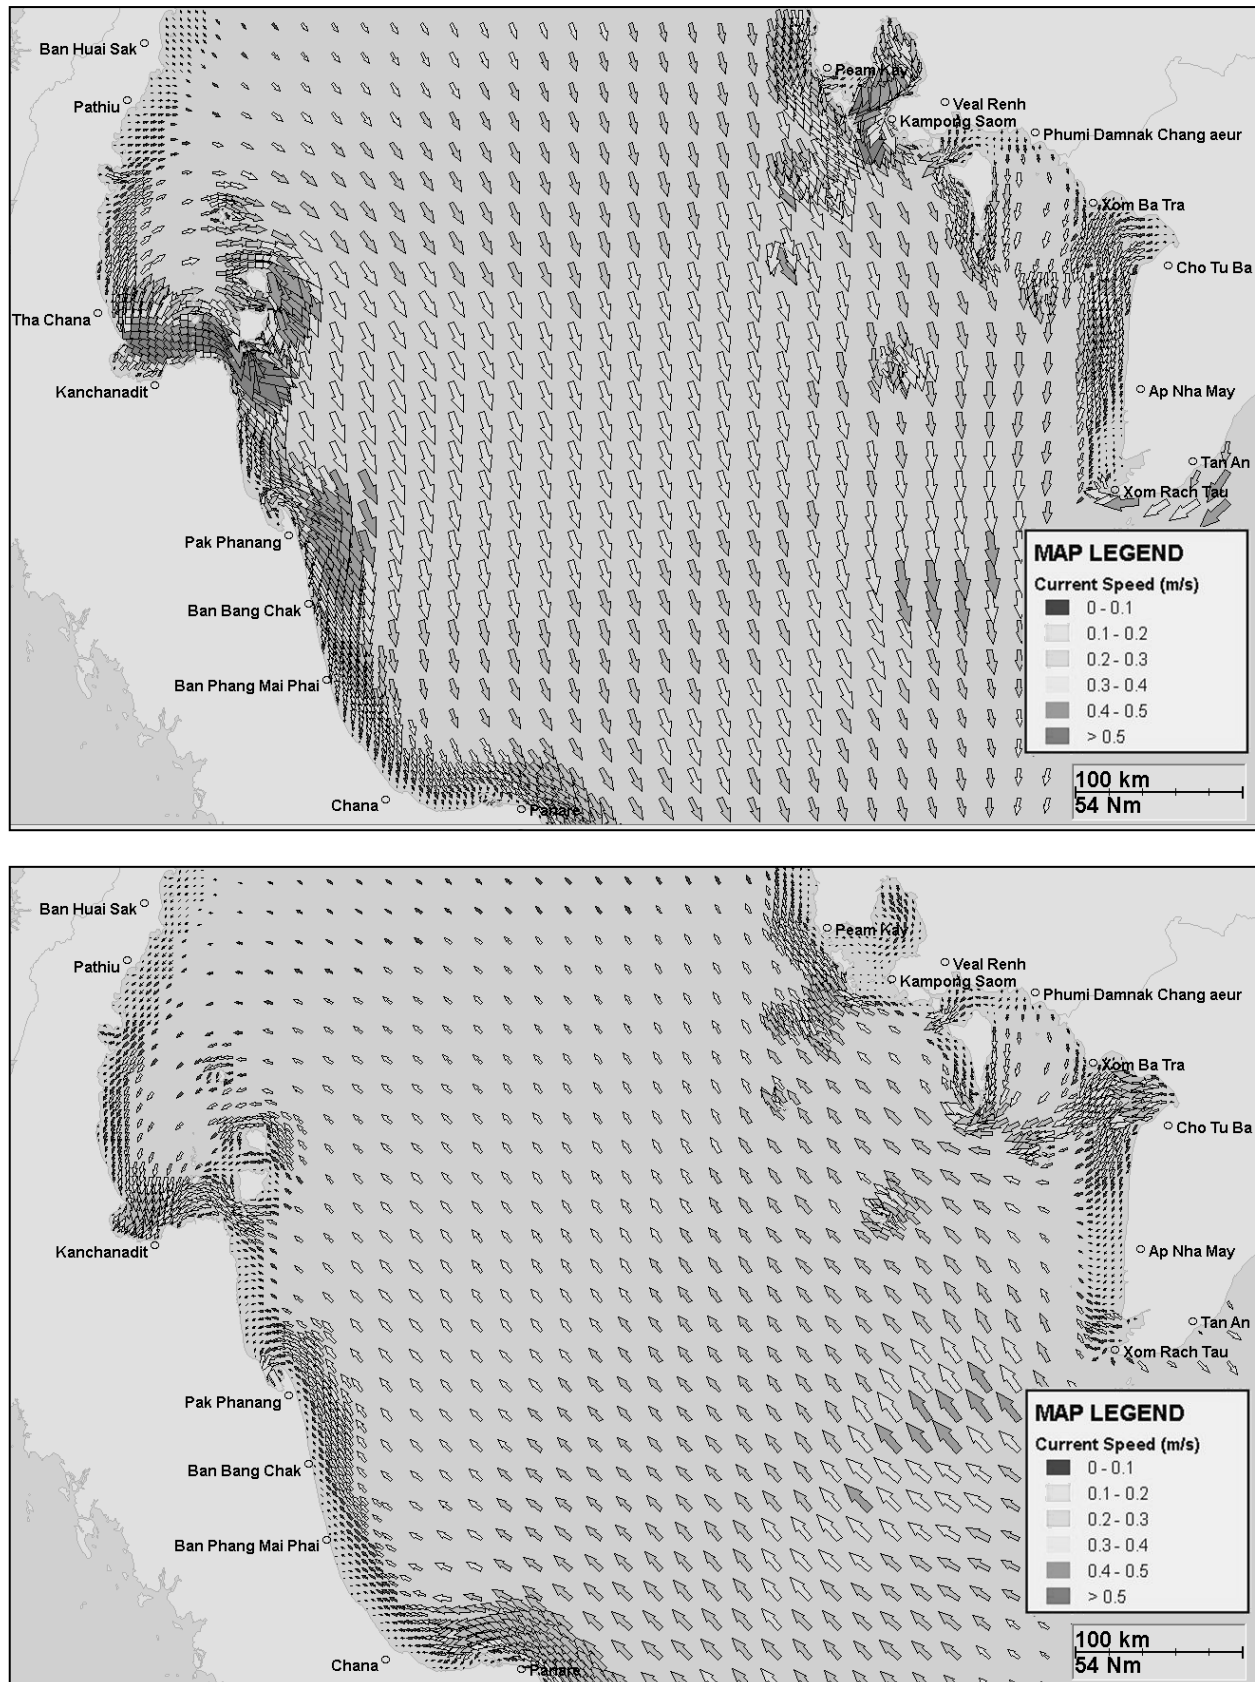 Ban Huai Sak
Peam Kay
Pathiu
Veal Renh
Kampong Saom
Phumi Damnak Chang aeur
Xom Ba Tra
Cho Tu Ba
Tha Chana
Kanchanadit
Ap Nha May
Tan An
Xom Rach Tau
Pak Phanang
Ban Bang Chak
Ban Phang Mai Phai
Chana
Panare
MAP LEGEND
Current Speed (m/s)
0 - 0.1
0.1 - 0.2
0.2 - 0.3
0.3 - 0.4
0.4 - 0.5
> 0.5
100 km
54 Nm
Ban Huai Sak
Peam Kay
Pathiu
Veal Renh
Kampong Saom
Phumi Damnak Chang aeur
Xom Ba Tra
Cho Tu Ba
Kanchanadit
Ap Nha May
Tan An
Xom Rach Tau
Pak Phanang
Ban Bang Chak
Ban Phang Mai Phai
Chana
Panare
MAP LEGEND
Current Speed (m/s)
0 - 0.1
0.1 - 0.2
0.2 - 0.3
0.3 - 0.4
0.4 - 0.5
> 0.5
100 km
54 Nm